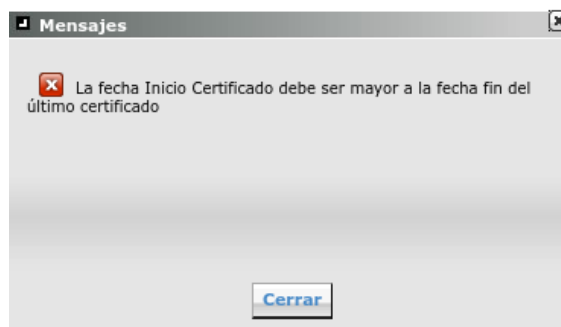 Mensajes
La fecha Inicio Certificado debe ser mayor a la fecha fin del
último certificado
Cerrar